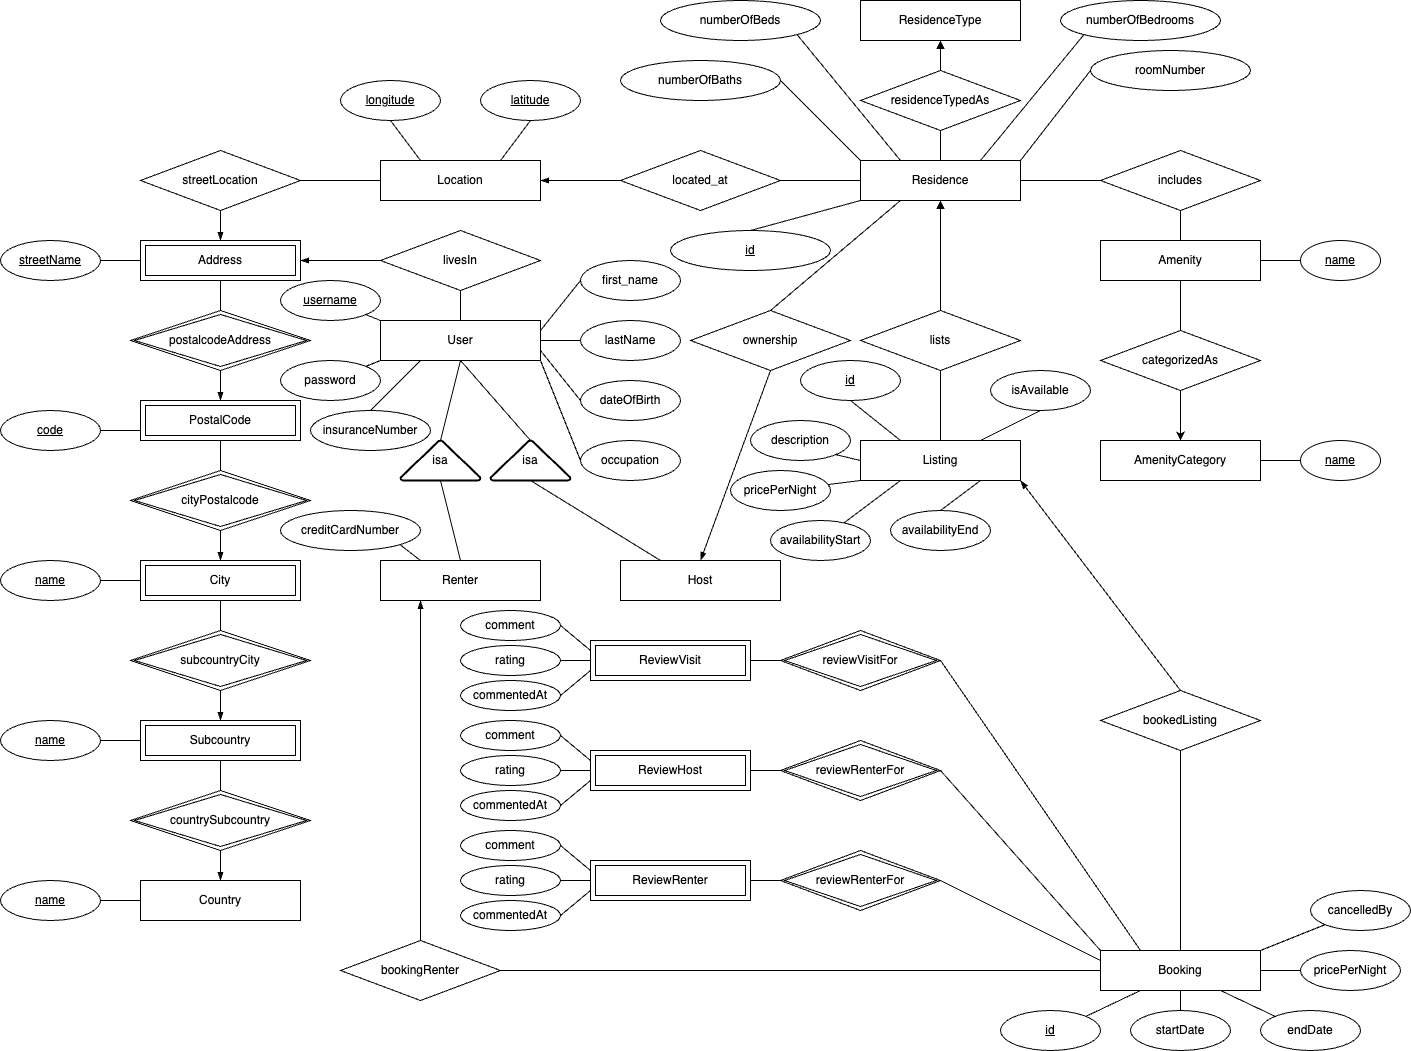 numberOfBeds
ResidenceType
numberOfBedrooms
numberOfBaths
roomNumber
longitude
latitude
residenceTypedAs
streetLocation
Location
located_at
Residence
includes
streetName
Address
livesIn
id
Amenity
name
first_name
username
postalcodeAddress
User
lastName
ownership
lists
categorizedAs
password
id
isAvailable
dateOfBirth
code
PostalCode
insuranceNumber
description
isa
isa
occupation
Listing
AmenityCategory
name
cityPostalcode
pricePerNight
creditCardNumber
availabilityStart
availabilityEnd
name
City
Renter
Host
comment
subcountryCity
rating
ReviewVisit
reviewVisitFor
commentedAt
bookedListing
name
Subcountry
comment
rating
ReviewHost
reviewRenterFor
commentedAt
countrySubcountry
comment
name
Country
rating
ReviewRenter
reviewRenterFor
commentedAt
cancelledBy
bookingRenter
Booking
pricePerNight
id
startDate
endDate